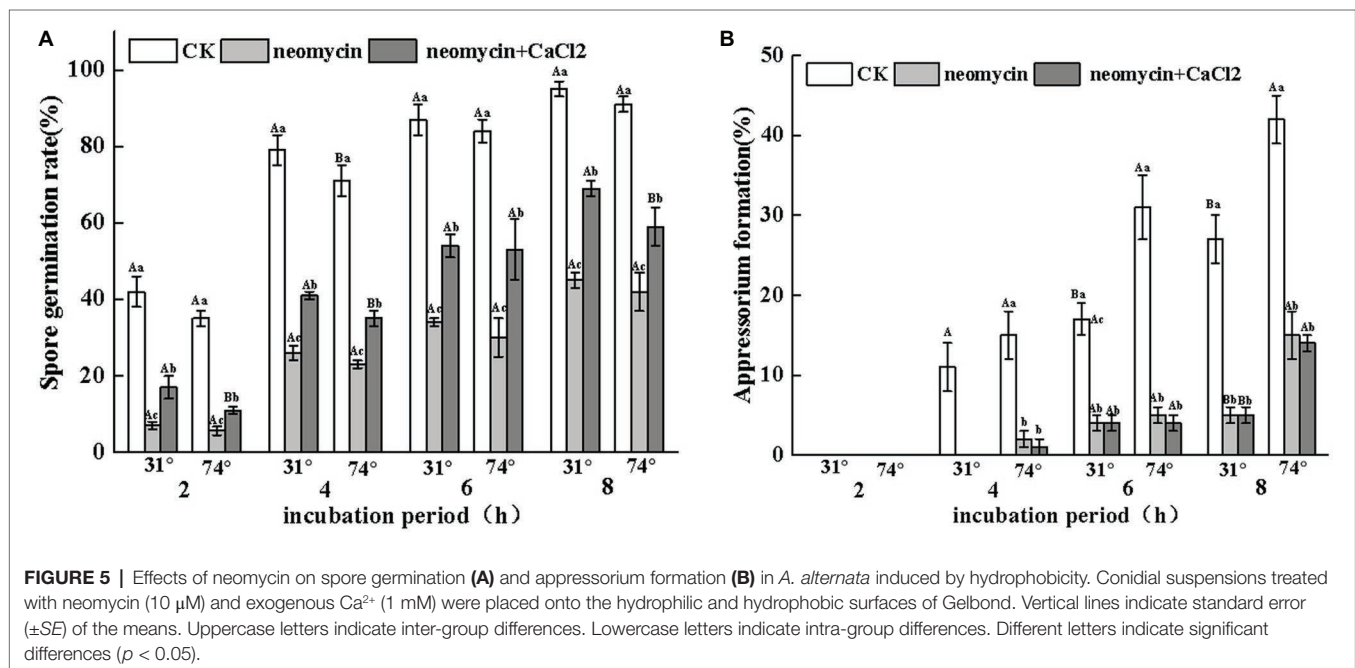 A
CK neomycin neomycin+CaCl2
Spore germination rate(%)
100
80
60
40
20
0
Aa
Ac
Ab
Aa
Ac
Bb
Aa
Ac
Ab
Ba
Ac
Bb
Aa
Ac
Ab
Aa
Ac
Ab
Aa
Ac
Ab
Aa
Ac
Bb
31° 74° 31° 74° 31° 74° 31° 74°
2 4 6 8
incubation period（h）
B
CK neomycin neomycin+CaCl2
Appressorium formation(%)
50
40
30
20
10
0
A
Aa
b
b
Ba
Ac
Ab
Ab
Aa
Ab
Ab
Ba
Bb
Bb
Aa
Ab
Ab
31° 74° 31° 74° 31° 74° 31° 74°
2 4 6 8
incubation period（h）
FIGURE 5 | Effects of neomycin on spore germination (A) and appressorium formation (B) in A. alternata induced by hydrophobicity. Conidial suspensions treated
with neomycin (10 μM) and exogenous Ca²⁺ (1 mM) were placed onto the hydrophilic and hydrophobic surfaces of Gelbond. Vertical lines indicate standard error
(±SE) of the means. Uppercase letters indicate inter-group differences. Lowercase letters indicate intra-group differences. Different letters indicate significant
differences (p < 0.05).